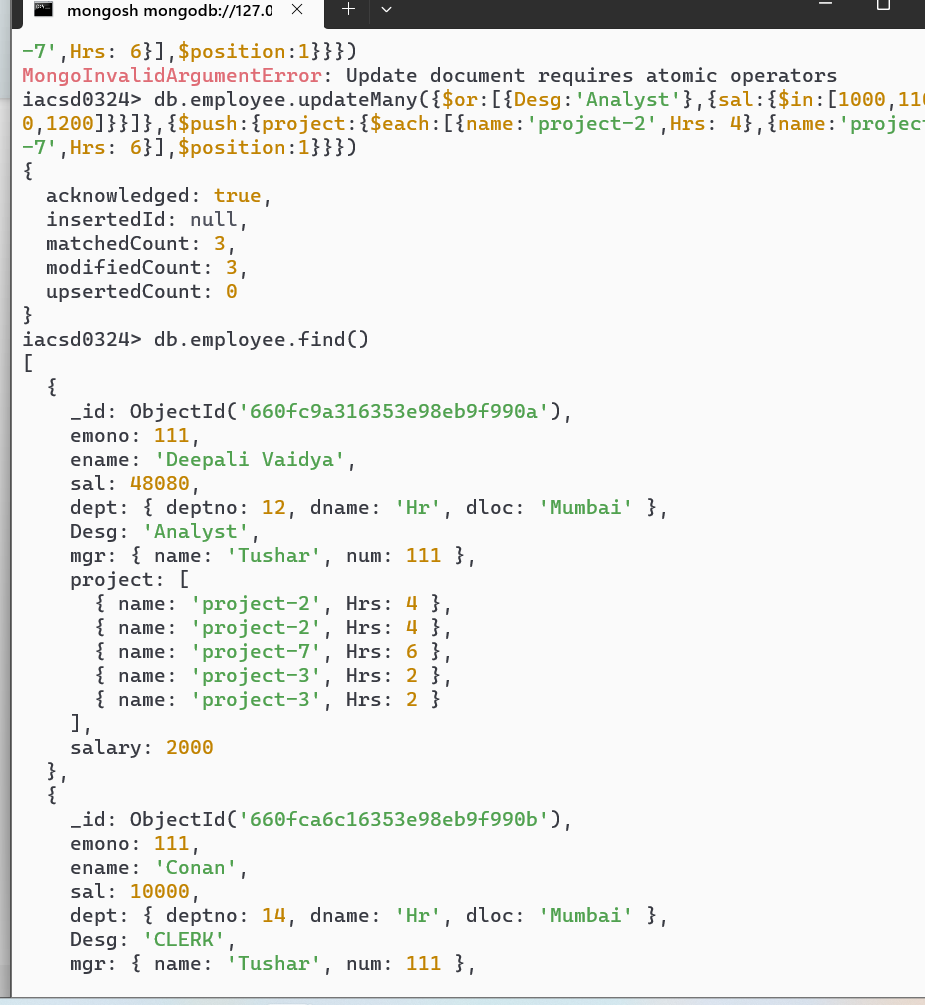 mongosh mongodb://127.0
-7',Hrs: 6}],$position:1}}})
MongoInvalidArgumentError: Update document requires atomic operators
iacsd0324> db.employee.updateMany({$or:[{Desg:'Analyst'},{sal:{$in:[1000,110
0,1200]}}]},{$push:{project:{$each:[{name:'project-2',Hrs: 4},{name:'project
-7',Hrs: 6}],$position:1}}})
{
  acknowledged: true,
  insertedId: null,
  matchedCount: 3,
  modifiedCount: 3,
  upsertedCount: 0
}
iacsd0324> db.employee.find()
[
  {
    _id: ObjectId('660fc9a316353e98eb9f990a'),
    emono: 111,
    ename: 'Deepali Vaidya',
    sal: 48080,
    dept: { deptno: 12, dname: 'Hr', dloc: 'Mumbai' },
    Desg: 'Analyst',
    mgr: { name: 'Tushar', num: 111 },
    project: [
      { name: 'project-2', Hrs: 4 },
      { name: 'project-2', Hrs: 4 },
      { name: 'project-7', Hrs: 6 },
      { name: 'project-3', Hrs: 2 },
      { name: 'project-3', Hrs: 2 }
    ],
    salary: 2000
  },
  {
    _id: ObjectId('660fca6c16353e98eb9f990b'),
    emono: 111,
    ename: 'Conan',
    sal: 10000,
    dept: { deptno: 14, dname: 'Hr', dloc: 'Mumbai' },
    Desg: 'CLERK',
    mgr: { name: 'Tushar', num: 111 },